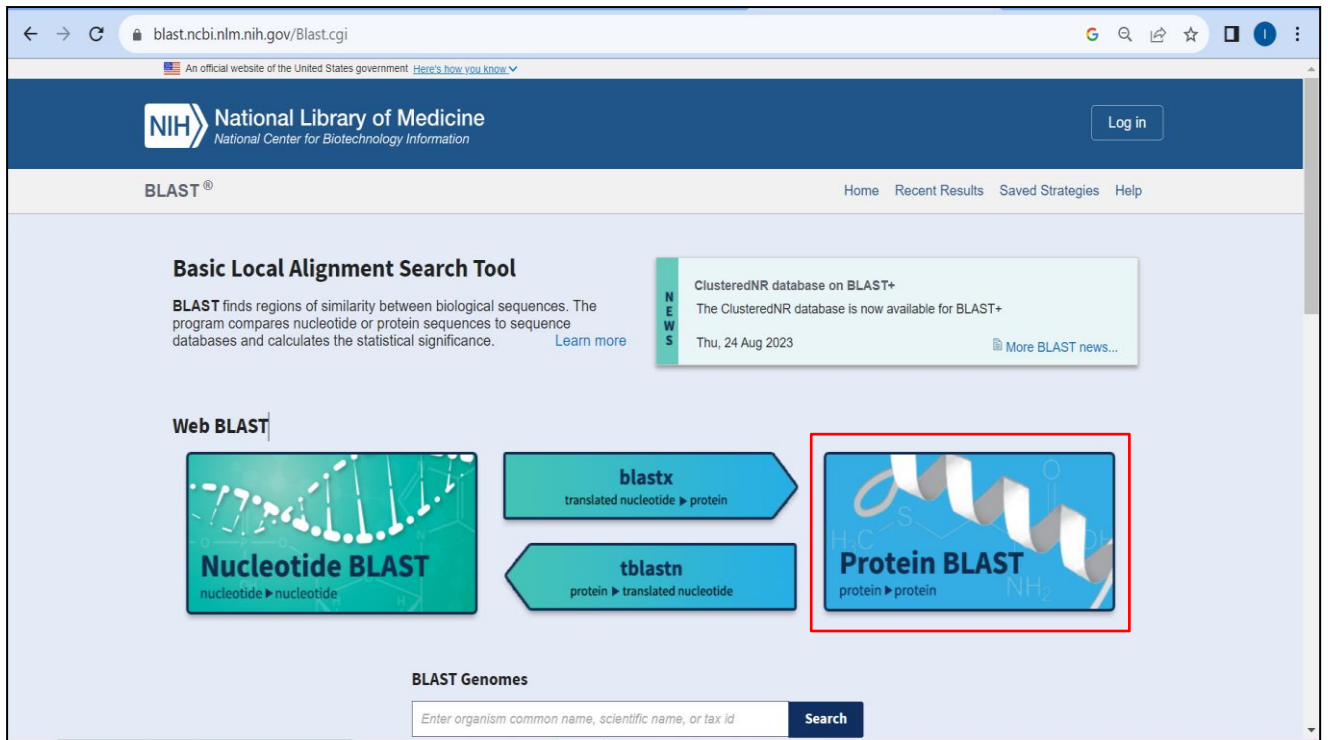 blast.ncbi.nlm.nih.gov/Blast.cgi
G
I
An official website of the United States government Here's how you know
NIH National Library of Medicine
National Center for Biotechnology Information
Log in
BLAST ®
Home Recent Results Saved Strategies Help
Basic Local Alignment Search Tool
BLAST finds regions of similarity between biological sequences. The
program compares nucleotide or protein sequences to sequence
databases and calculates the statistical significance. Learn more
NEWS
ClusteredNR database on BLAST+
The ClusteredNR database is now available for BLAST+
Thu, 24 Aug 2023
More BLAST news...
Web BLAST
Nucleotide BLAST
nucleotide ▶ nucleotide
blastx
translated nucleotide ▶ protein
tblastn
protein ▶ translated nucleotide
O
S
H₃C
OH
Protein BLAST
protein ▶ protein
NH₂
BLAST Genomes
Enter organism common name, scientific name, or tax id
Search